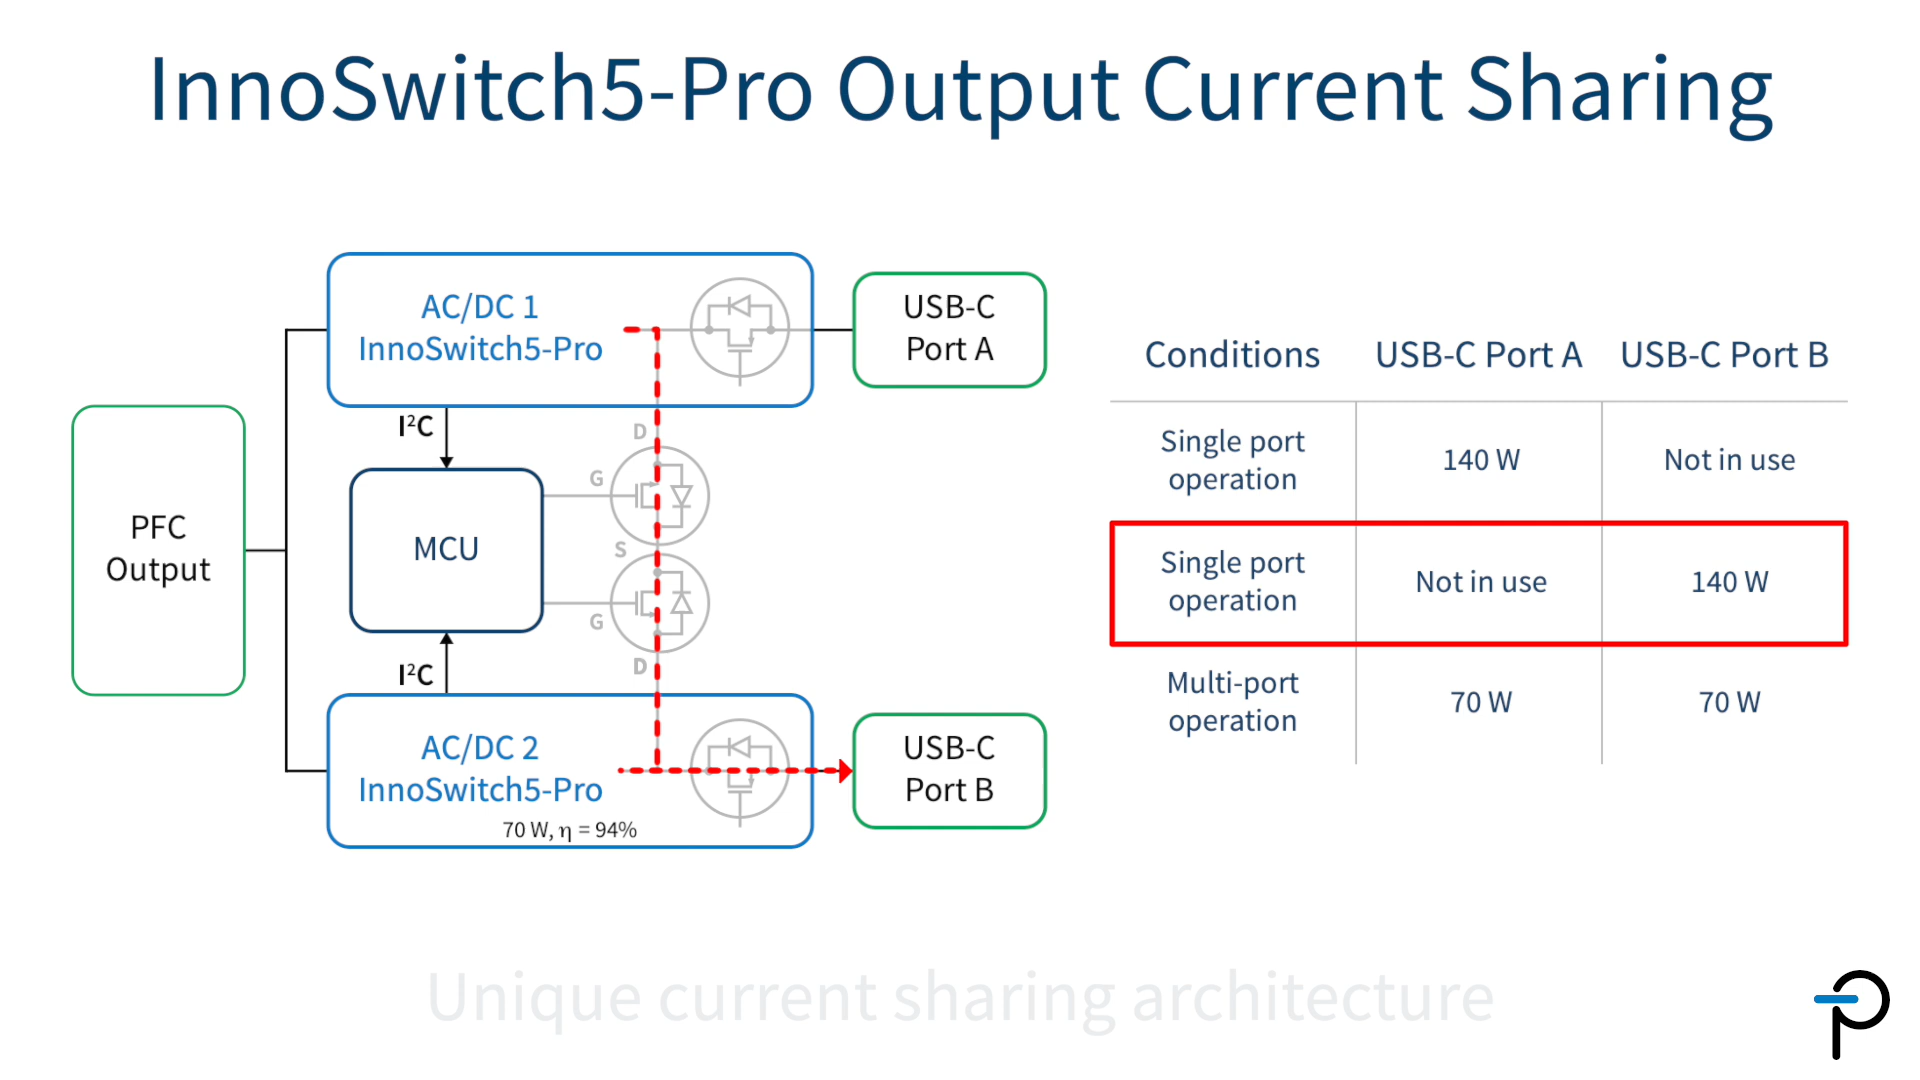 InnoSwitch5-Pro Output Current Sharing
PFC
Output
AC/DC 1
InnoSwitch5-Pro
I²C
MCU
I²C
AC/DC 2
InnoSwitch5-Pro
70 W, η = 94%
D
G
S
G
D
USB-C
Port A
USB-C
Port B
Conditions USB-C Port A USB-C Port B
Single port
operation
140 W
Not in use
Single port
operation
Not in use
140 W
Multi-port
operation
70 W
70 W
Unique current sharing architecture